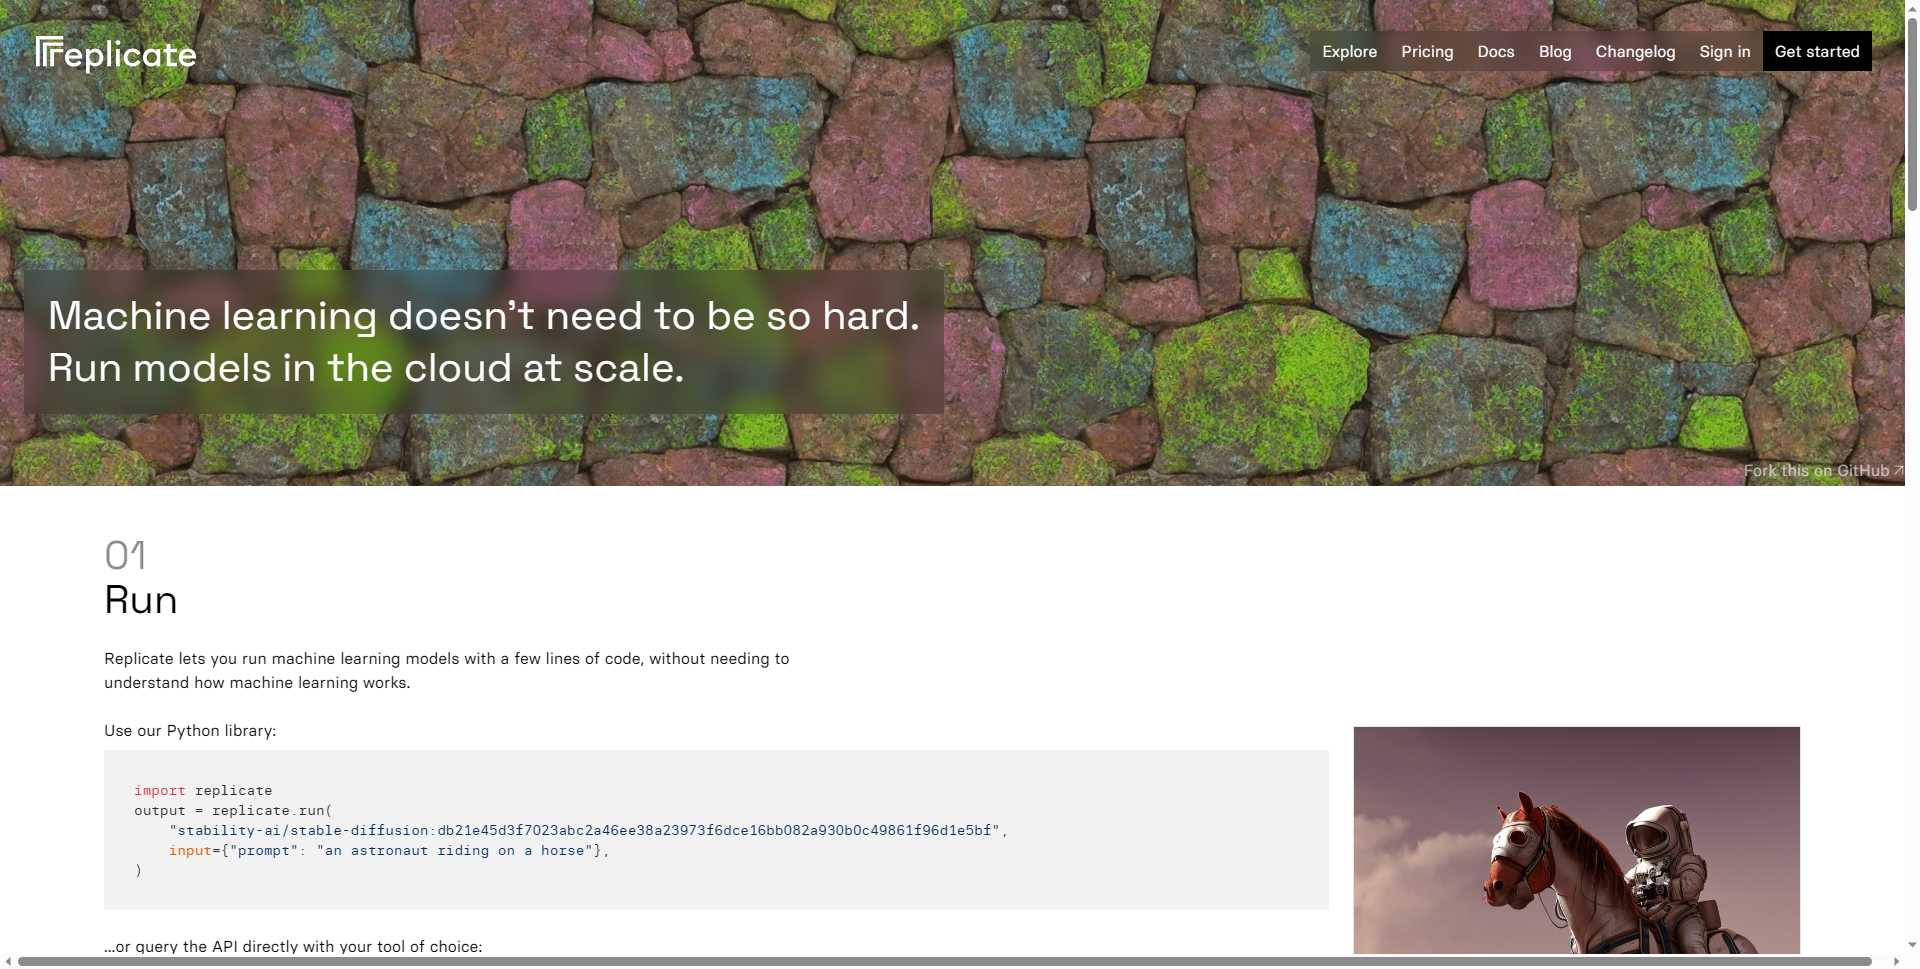 replicate
Explore Pricing Docs Blog Changelog Sign in Get started
Machine learning doesn’t need to be so hard.
Run models in the cloud at scale.
Fork this on GitHub ↗
01
Run
Replicate lets you run machine learning models with a few lines of code, without needing to
understand how machine learning works.
Use our Python library:
import replicate
output = replicate.run(
    "stability-ai/stable-diffusion:db21e45d3f7023abc2a46ee38a23973f6dce16bb082a930b0c49861f96d1e5bf",
    input={"prompt": "an astronaut riding on a horse"},
)
...or query the API directly with your tool of choice: